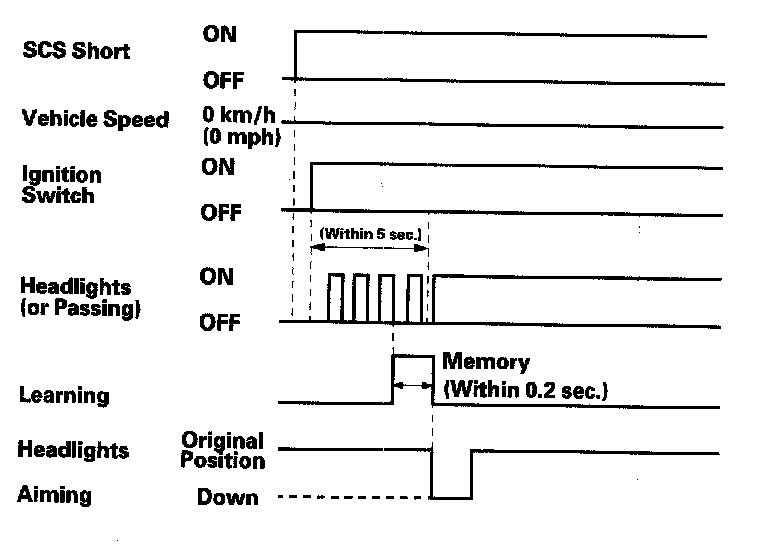 SCS Short
ON
OFF
Vehicle Speed
0 km/h
(0 mph)
Ignition
Switch
ON
OFF
(Within 5 sec.)
Headlights
(or Passing)
ON
OFF
Learning
Memory
(Within 0.2 sec.)
Headlights
Aiming
Original
Position
Down